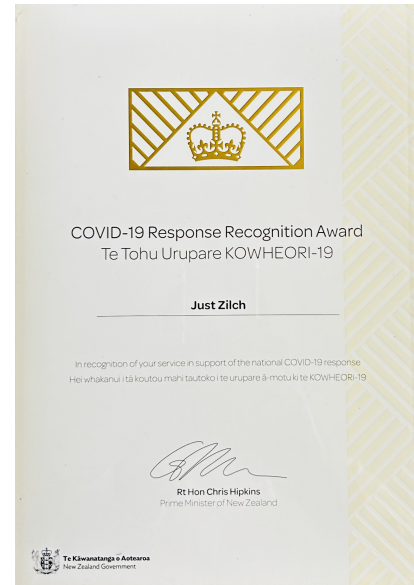 COVID-19 Response Recognition Award
Te Tohu Urupare KOWHEORI-19
Just Zilch
In recognition of your service in support of the national COVID-19 response
Hei whakanui i tā koutou mahi tautoko i te urupare ā-motu ki te KOWHEORI-19
Rt Hon Chris Hipkins
Prime Minister of New Zealand
Te Kāwanatanga o Aotearoa
New Zealand Government